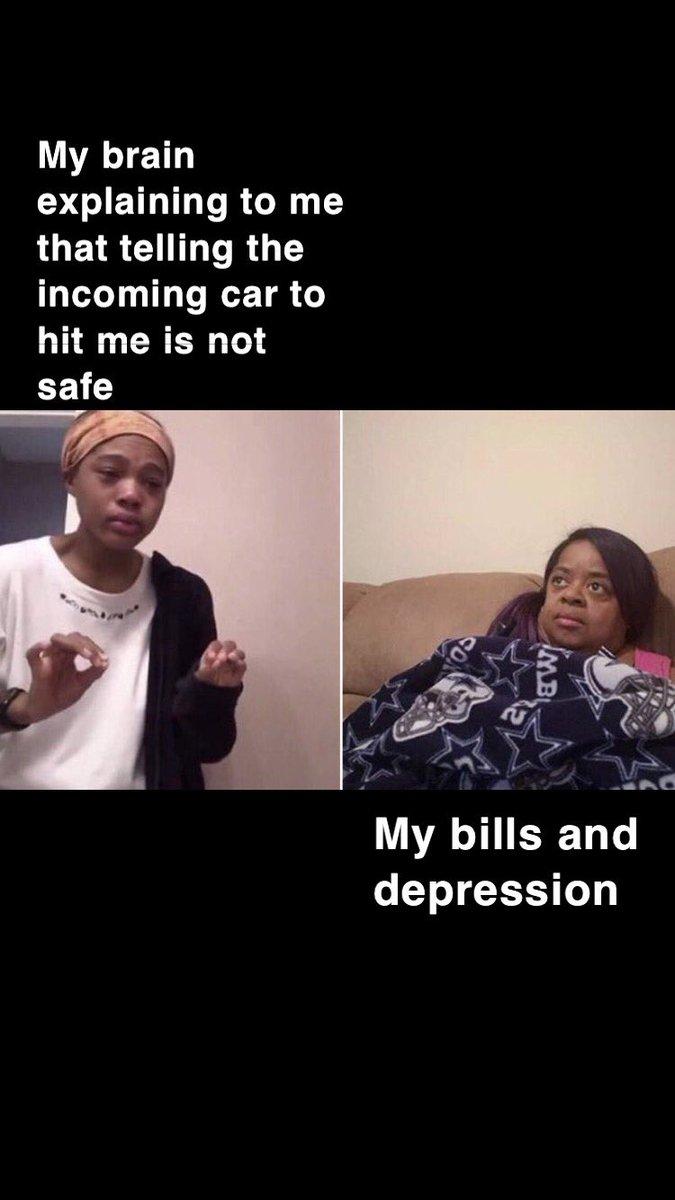 My brain
explaining to me
that telling the
incoming car to
hit me is not
safe
My bills and
depression